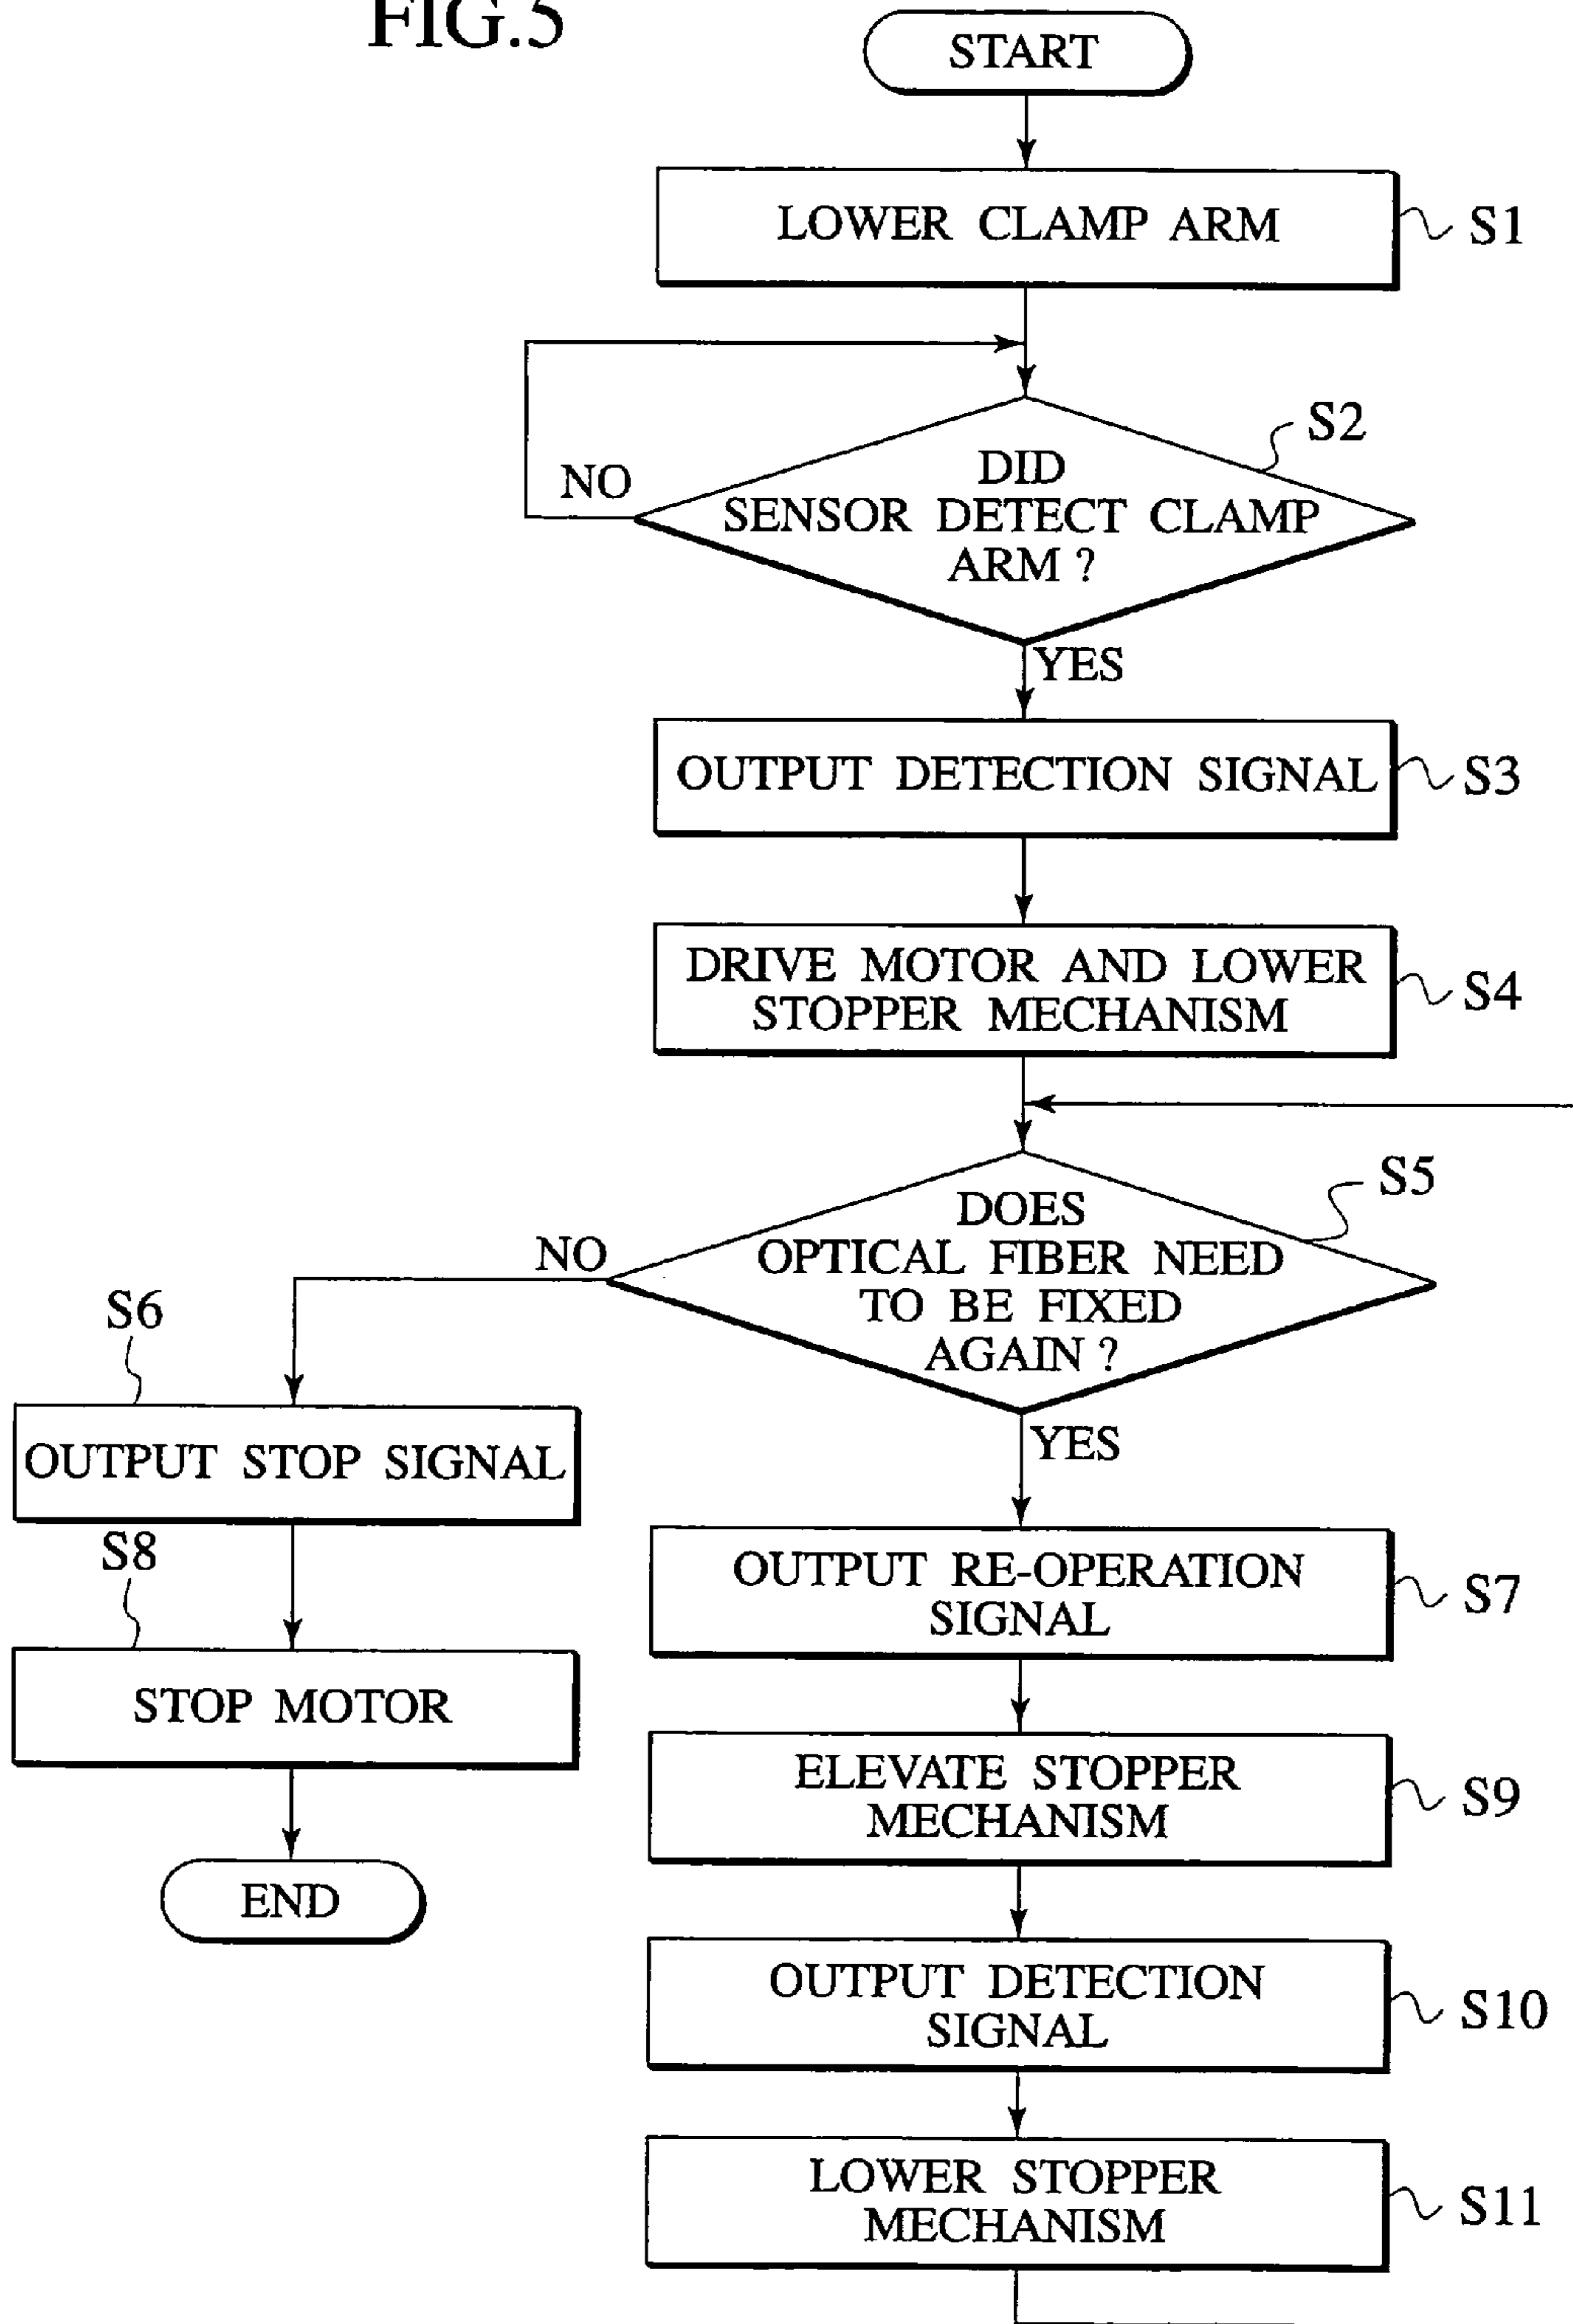 FIG.5
START
LOWER CLAMP ARM
S1
S2
DID
SENSOR DETECT CLAMP
ARM ?
NO
YES
OUTPUT DETECTION SIGNAL
S3
DRIVE MOTOR AND LOWER
STOPPER MECHANISM
S4
S5
DOES
OPTICAL FIBER NEED
TO BE FIXED
AGAIN ?
NO
YES
S6
OUTPUT STOP SIGNAL
S8
STOP MOTOR
END
OUTPUT RE-OPERATION
SIGNAL
S7
ELEVATE STOPPER
MECHANISM
S9
OUTPUT DETECTION
SIGNAL
S10
LOWER STOPPER
MECHANISM
S11